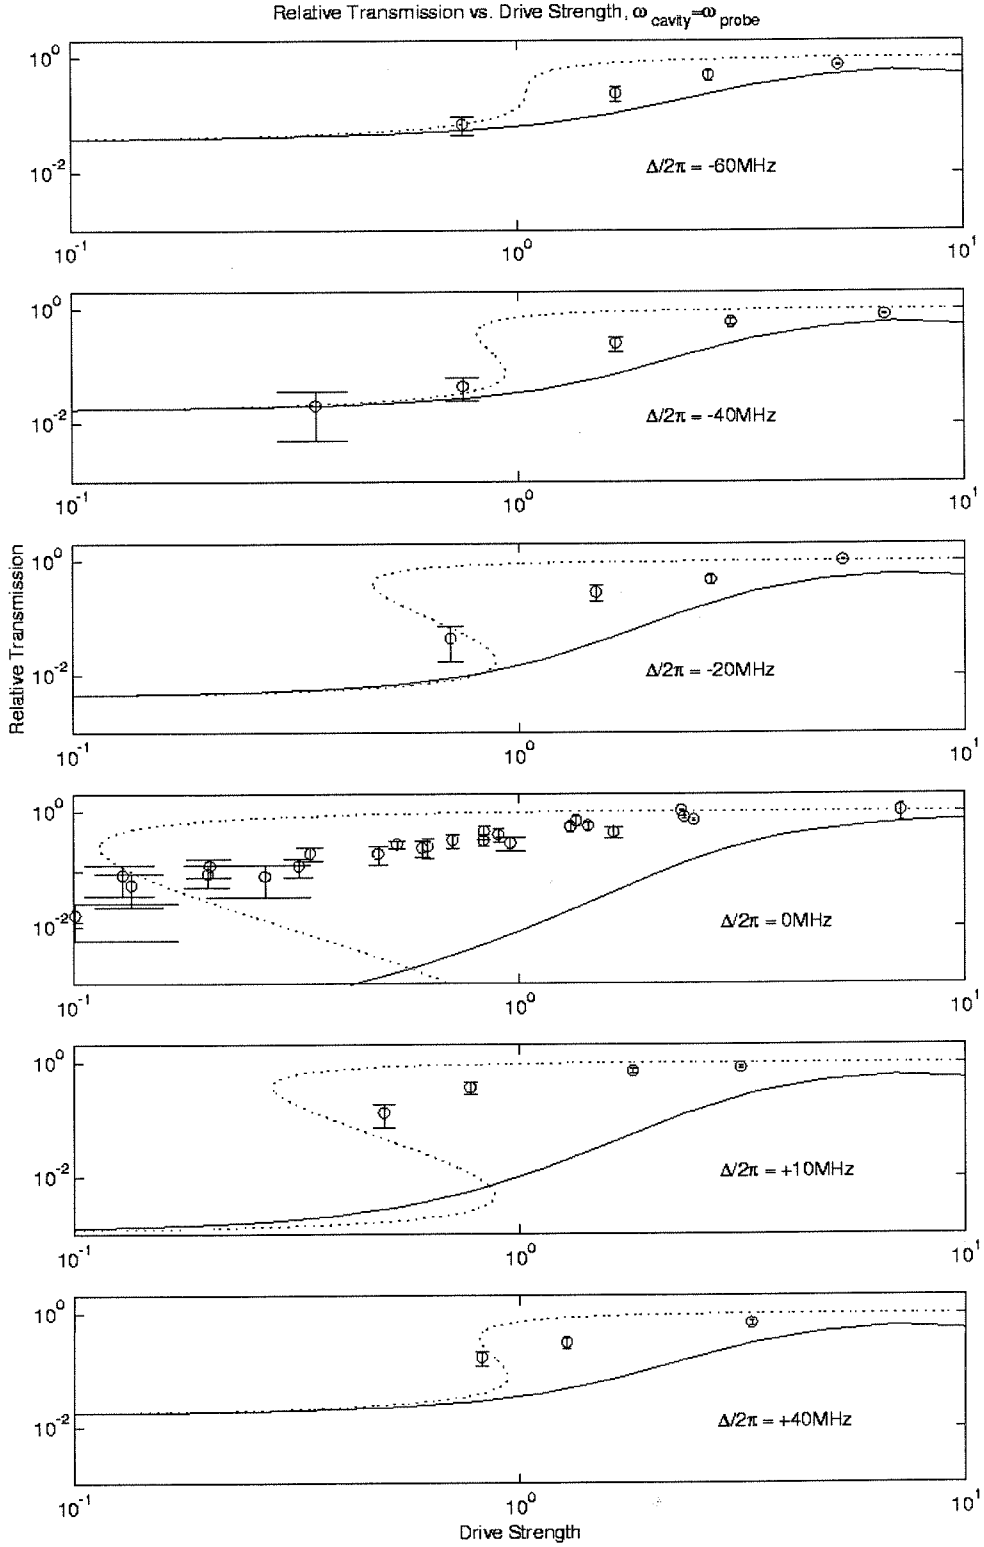 Relative Transmission vs. Drive Strength, ω_cavity=ω_probe
10^0
10^-2
Δ/2π = -60MHz
10^-1 10^0 10^1
10^0
10^-2
Δ/2π = -40MHz
10^-1 10^0 10^1
Relative Transmission
10^0
10^-2
Δ/2π = -20MHz
10^-1 10^0 10^1
10^0
10^-2
Δ/2π = 0MHz
10^-1 10^0 10^1
10^0
10^-2
Δ/2π = +10MHz
10^-1 10^0 10^1
10^0
10^-2
Δ/2π = +40MHz
10^-1 10^0 10^1
Drive Strength